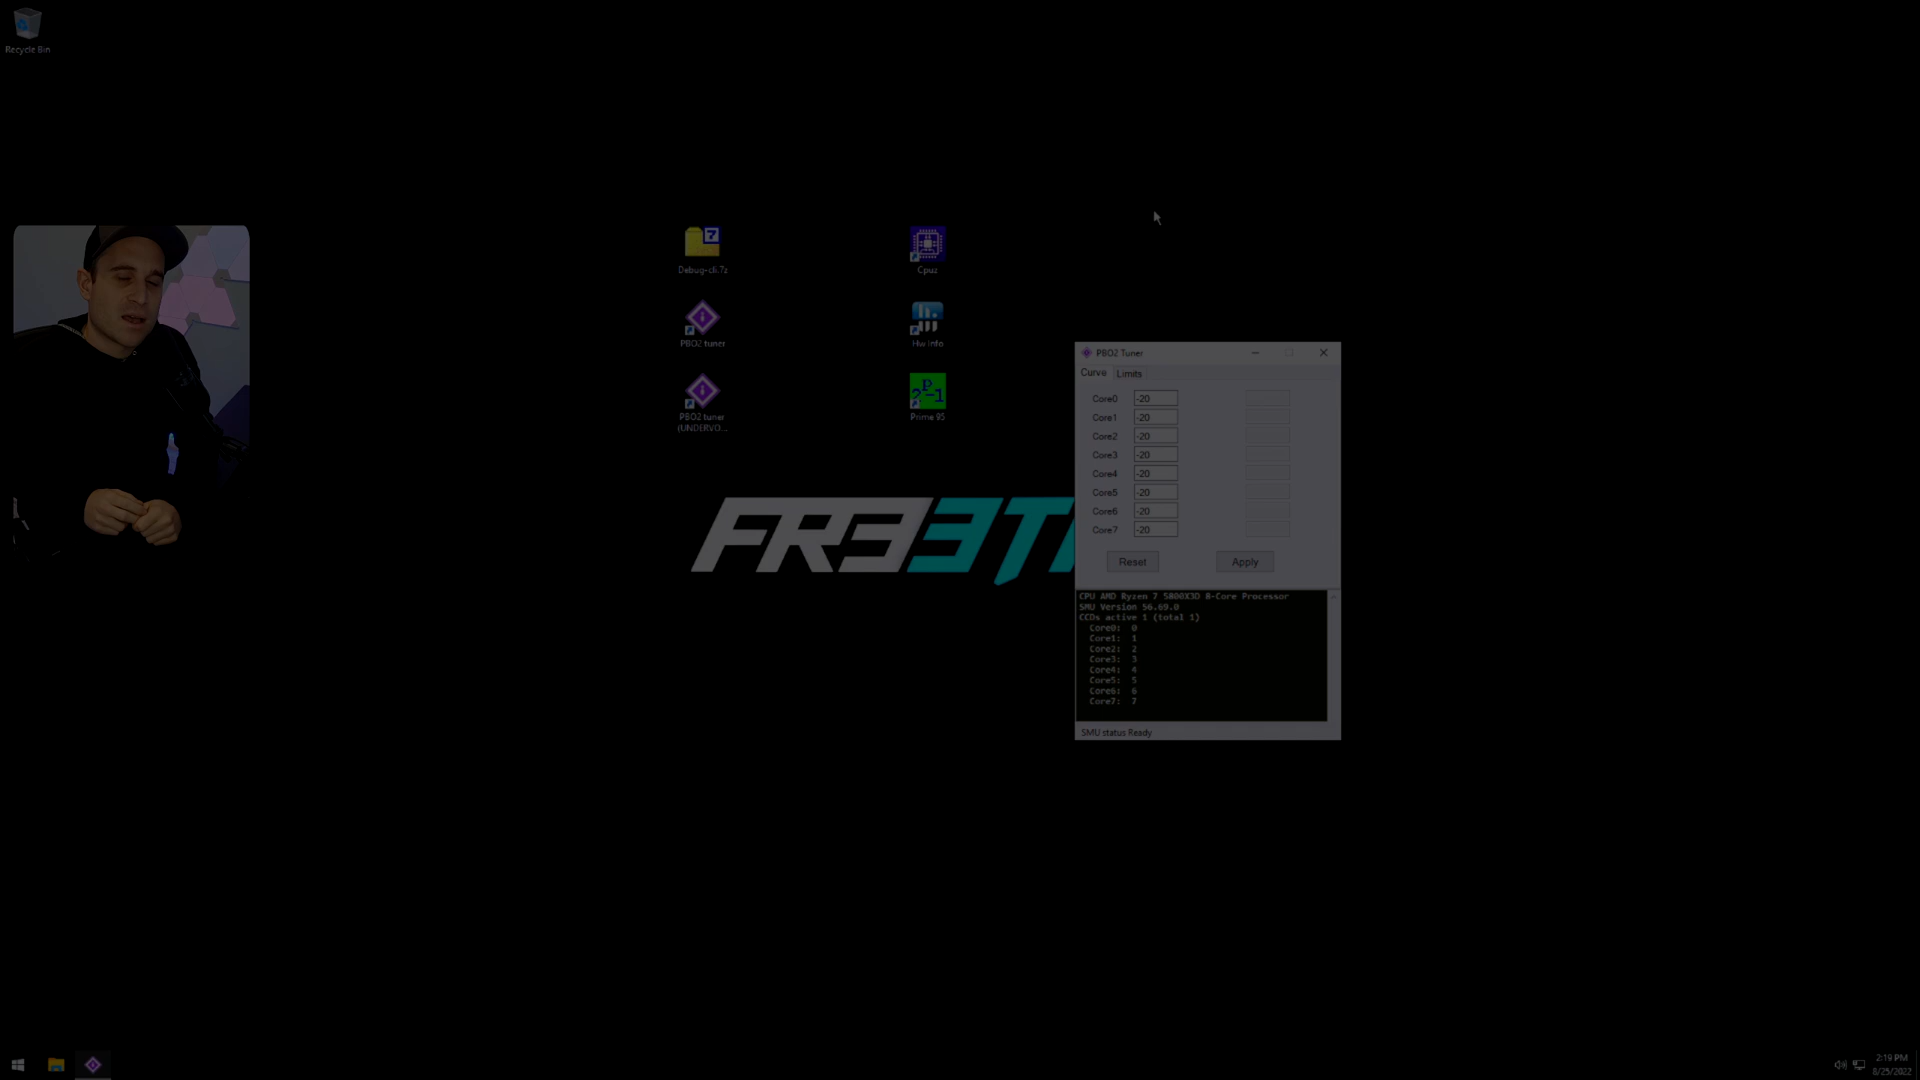 Recycle Bin
Debug-cli.7z
Cpuz
PBO2 tuner
Hw Info
PBO2 tuner
(UNDERVO...
Prime 95
FR33T
PBO2 Tuner
Curve
Limits
Core0 -20
Core1 -20
Core2 -20
Core3 -20
Core4 -20
Core5 -20
Core6 -20
Core7 -20
Reset
Apply
CPU AMD Ryzen 7 5800X3D 8-Core Processor
SMU Version 56.69.0
CCDs active 1 (total 1)
Core0: 0
Core1: 1
Core2: 2
Core3: 3
Core4: 4
Core5: 5
Core6: 6
Core7: 7
SMU status Ready
2:19 PM
8/25/2022